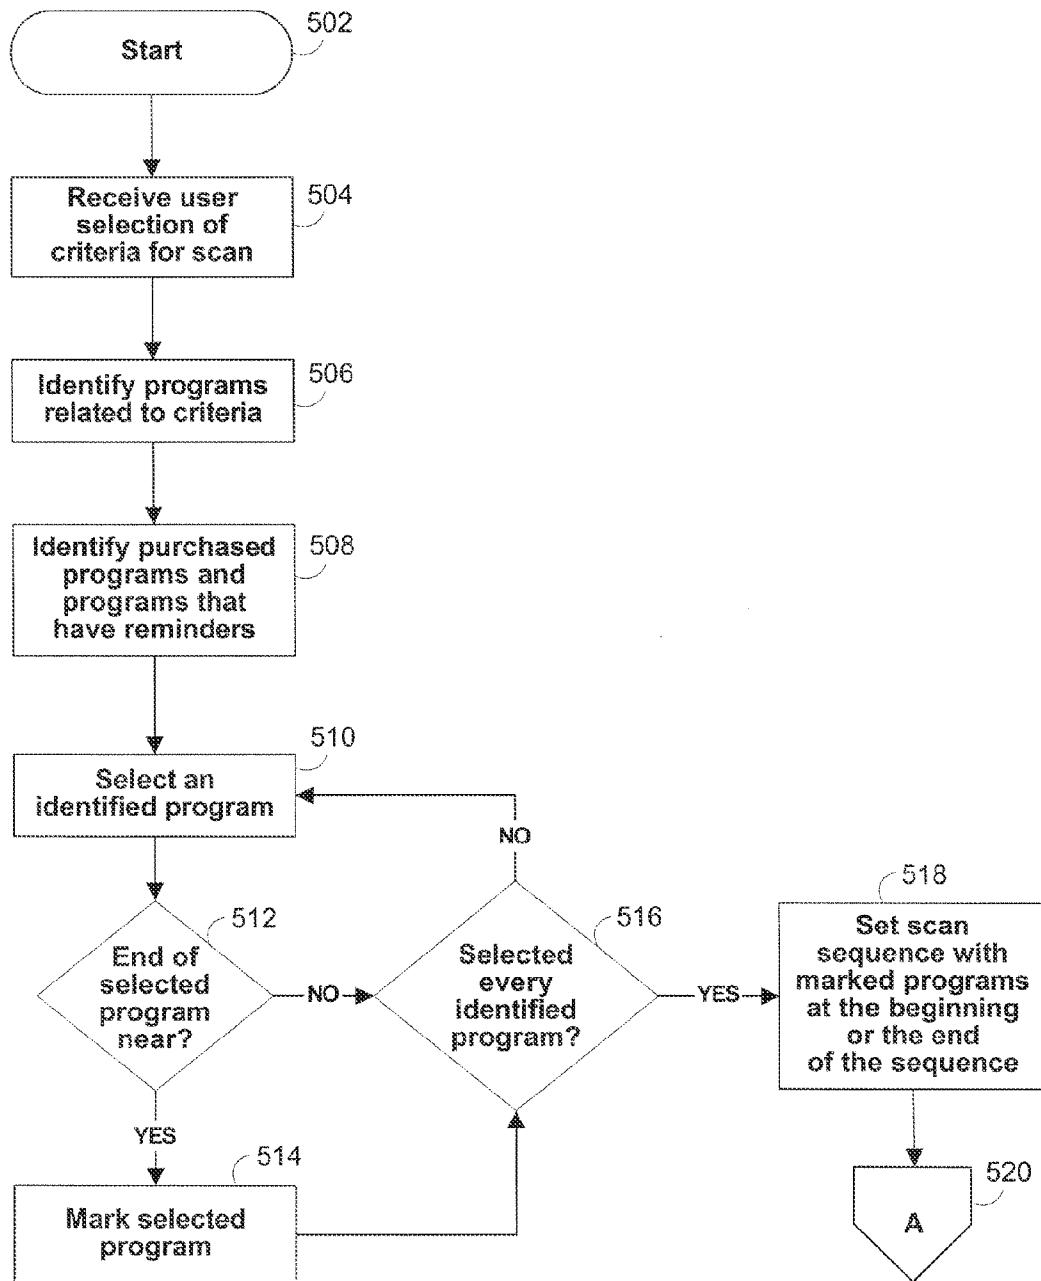 Start
502
Receive user
selection of
criteria for scan
504
Identify programs
related to criteria
506
Identify purchased
programs and
programs that
have reminders
508
Select an
identified program
510
NO
End of
selected
program
near?
512
NO
Selected
every
identified
program?
516
YES
Set scan
sequence with
marked programs
at the beginning
or the end
of the sequence
518
YES
Mark selected
program
514
A
520